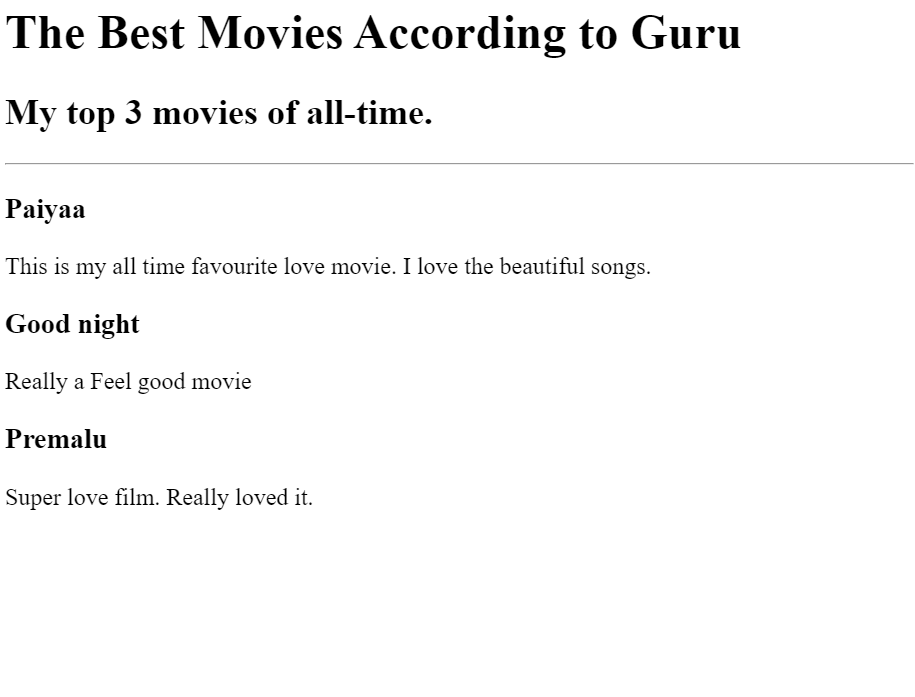 The Best Movies According to Guru
My top 3 movies of all-time.
Paiyaa
This is my all time favourite love movie. I love the beautiful songs.
Good night
Really a Feel good movie
Premalu
Super love film. Really loved it.